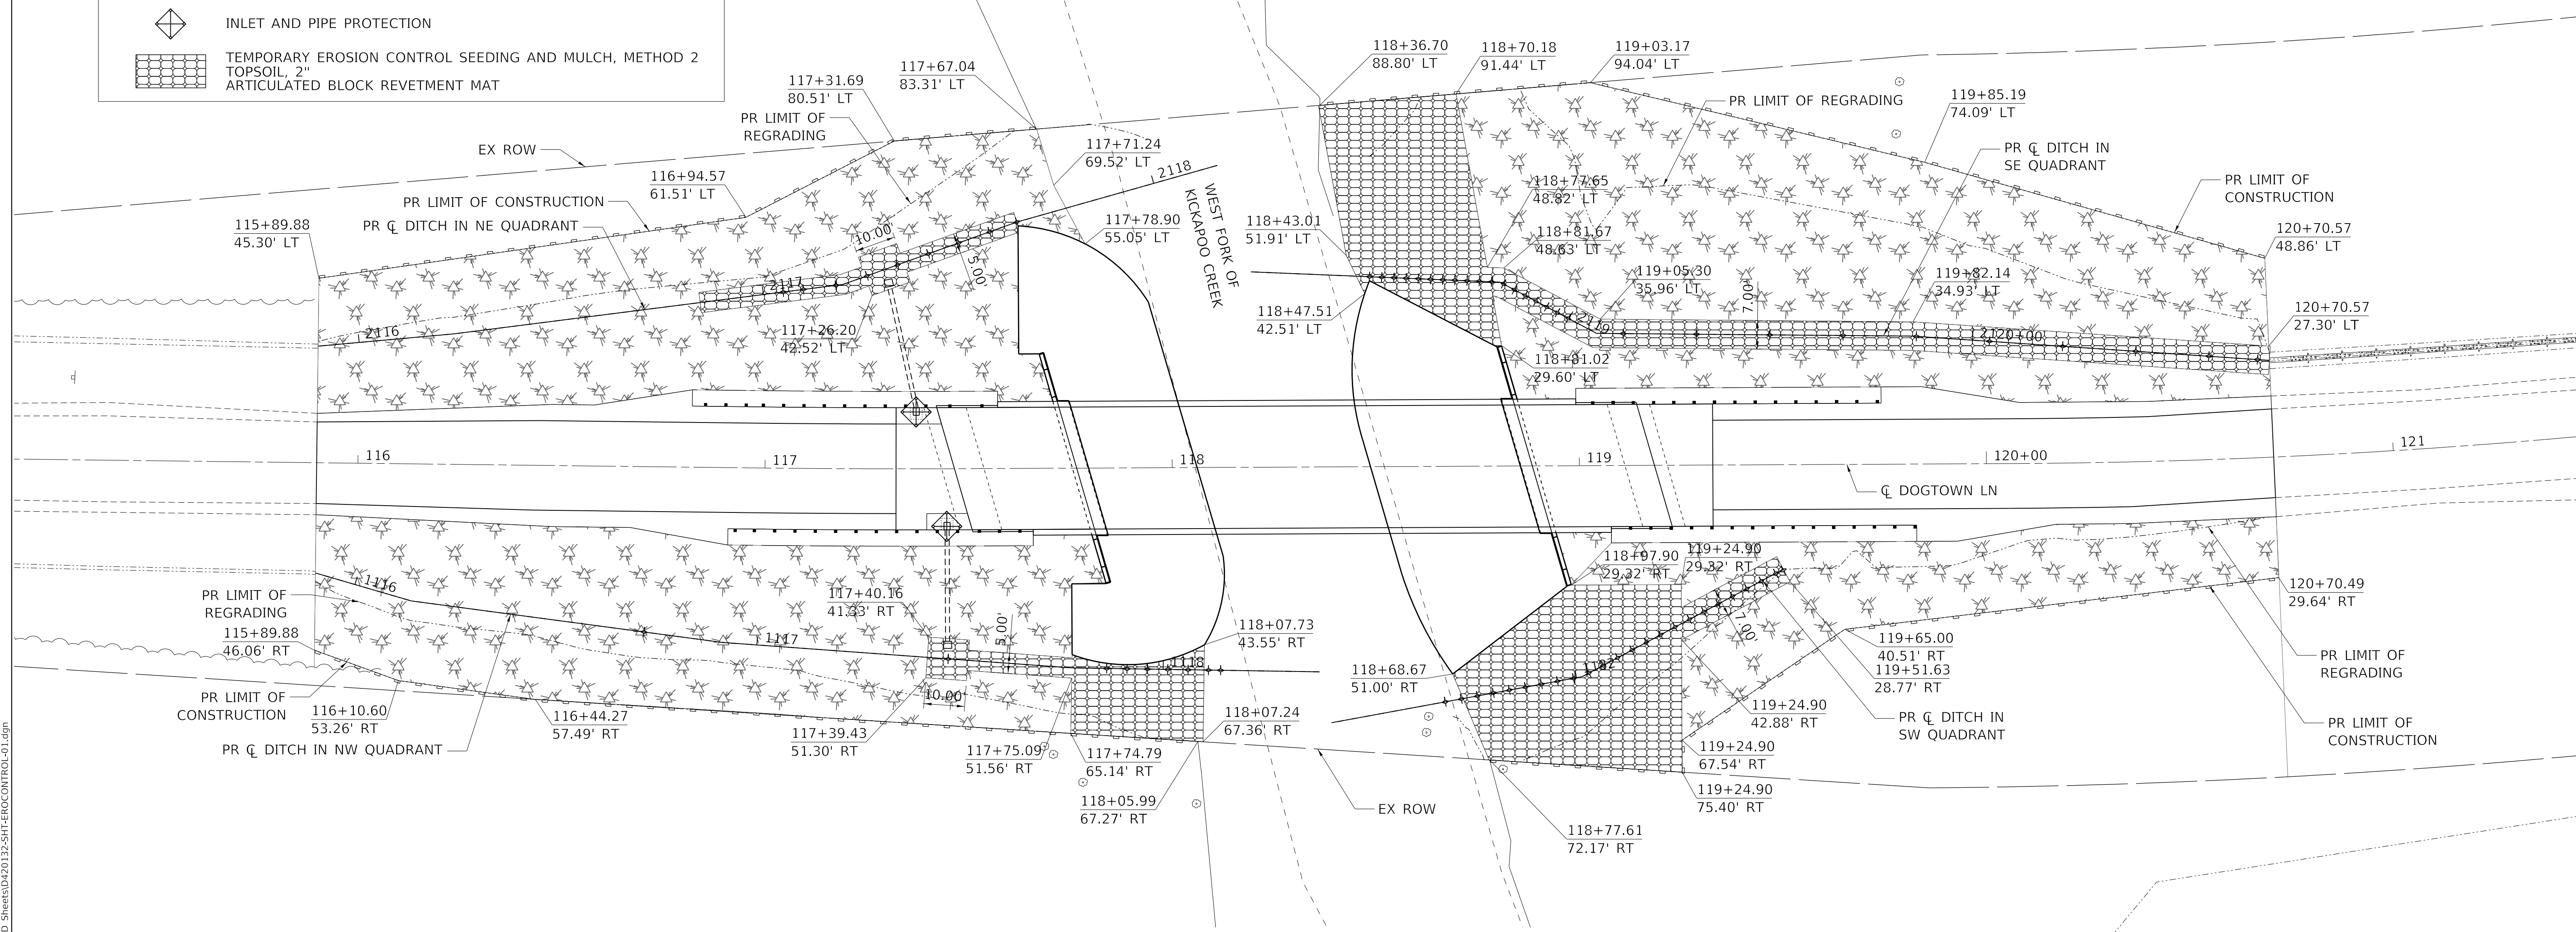 INLET AND PIPE PROTECTION
TEMPORARY EROSION CONTROL SEEDING AND MULCH, METHOD 2
TOPSOIL, 2"
ARTICULATED BLOCK REVETMENT MAT
EX ROW
115+89.88
45.30' LT
PR LIMIT OF CONSTRUCTION
PR ℄ DITCH IN NE QUADRANT
116+94.57
61.51' LT
117+31.69
80.51' LT
PR LIMIT OF
REGRADING
117+67.04
83.31' LT
117+71.24
69.52' LT
117+78.90
55.05' LT
2118
10.00'
5.00'
2117
2116
117+26.20
42.52' LT
WEST FORK OF
KICKAPOO CREEK
118+36.70
88.80' LT
118+70.18
91.44' LT
119+03.17
94.04' LT
PR LIMIT OF REGRADING
119+85.19
74.09' LT
PR ℄ DITCH IN
SE QUADRANT
PR LIMIT OF
CONSTRUCTION
120+70.57
48.86' LT
120+70.57
27.30' LT
118+43.01
51.91' LT
118+47.51
42.51' LT
118+77.65
48.82' LT
118+81.67
48.63' LT
119+05.30
35.96' LT
119+82.14
34.93' LT
7.00'
2119
2120+00
118+81.02
29.60' LT
116
117
118
119
120+00
121
℄ DOGTOWN LN
1116
PR LIMIT OF
REGRADING
115+89.88
46.06' RT
PR LIMIT OF
CONSTRUCTION
116+10.60
53.26' RT
PR ℄ DITCH IN NW QUADRANT
116+44.27
57.49' RT
1117
117+40.16
41.33' RT
5.00'
10.00'
117+39.43
51.30' RT
117+75.09
51.56' RT
117+74.79
65.14' RT
1118
118+07.73
43.55' RT
118+07.24
67.36' RT
118+05.99
67.27' RT
EX ROW
118+68.67
51.00' RT
118+77.61
72.17' RT
1182
118+97.90
29.32' RT
119+24.90
29.32' RT
7.00'
119+65.00
40.51' RT
119+51.63
28.77' RT
119+24.90
42.88' RT
PR ℄ DITCH IN
SW QUADRANT
119+24.90
67.54' RT
119+24.90
75.40' RT
120+70.49
29.64' RT
PR LIMIT OF
REGRADING
PR LIMIT OF
CONSTRUCTION
D Sheets\D420132-SHT-EROCONTROL-01.dgn